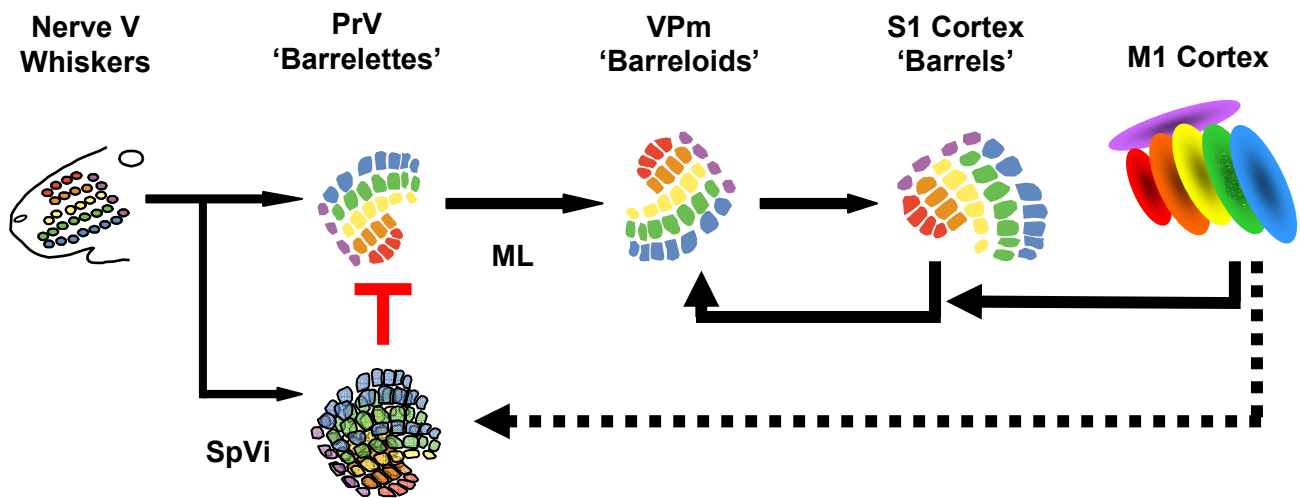 Nerve V
Whiskers
PrV
‘Barrelettes’
VPm
‘Barreloids’
S1 Cortex
‘Barrels’
M1 Cortex
ML
SpVi